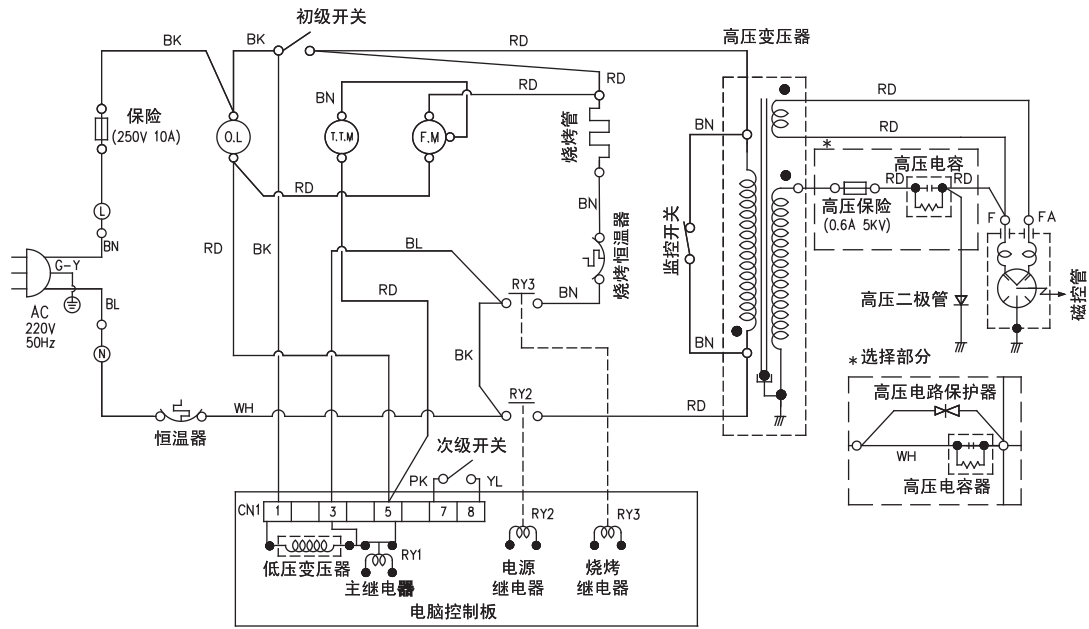 初级开关
BK
BK
RD
高压变压器
RD
RD
BN
RD
保险
(250V 10A)
O.L
T.T.M
F.M
烧烤管
BN
RD
*
高压电容
RD
RD
高压保险
(0.6A 5KV)
F
FA
L
BN
G-Y
RD
BN
烧烤恒温器
监控开关
RD
BK
BL
BL
AC
220V
50Hz
RD
RY3
BN
高压二极管
磁控管
N
BK
BN
*选择部分
恒温器
WH
RY2
RD
高压电路保护器
WH
高压电容器
次级开关
PK
YL
CN1
1
3
5
7
8
RY1
RY2
RY3
低压变压器
主继电器
电源
继电器
烧烤
继电器
电脑控制板